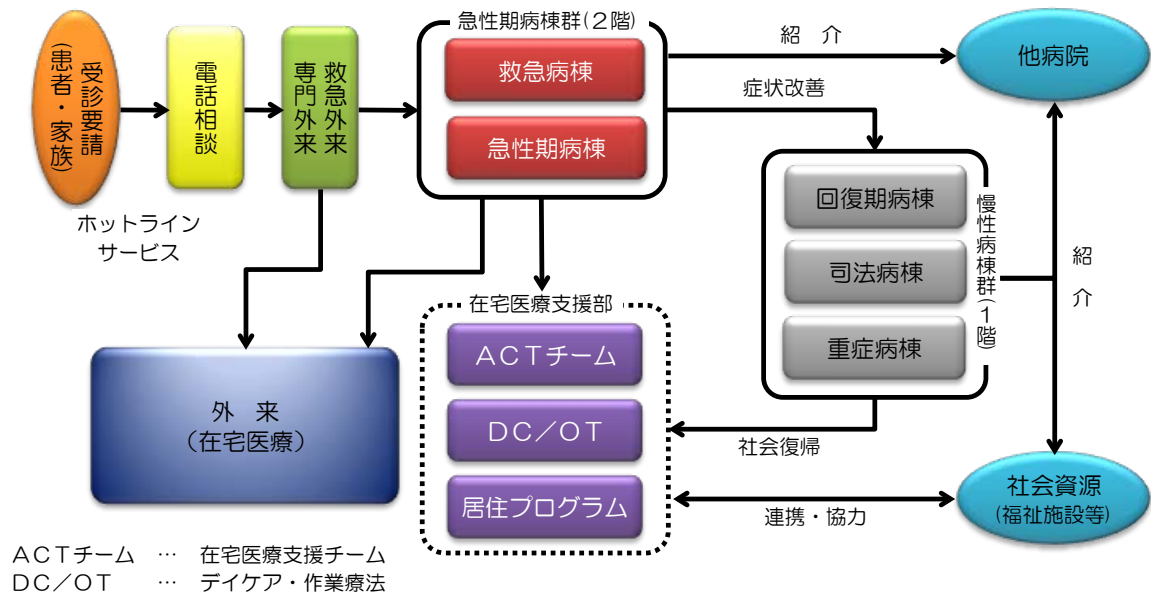 受診要請
(患者・家族)
ホットライン
サービス
電話相談
救急外来
専門外来
急性期病棟群(２階)
救急病棟
急性期病棟
紹　介
他病院
症状改善
回復期病棟
司法病棟
重症病棟
慢性病棟群(１階)
紹　介
在宅医療支援部
ＡＣＴチーム
ＤＣ／ＯＴ
居住プログラム
外　来
（在宅医療）
社会復帰
連携・協力
社会資源
(福祉施設等)
ＡＣＴチーム　…　在宅医療支援チーム
ＤＣ／ＯＴ　　…　デイケア・作業療法